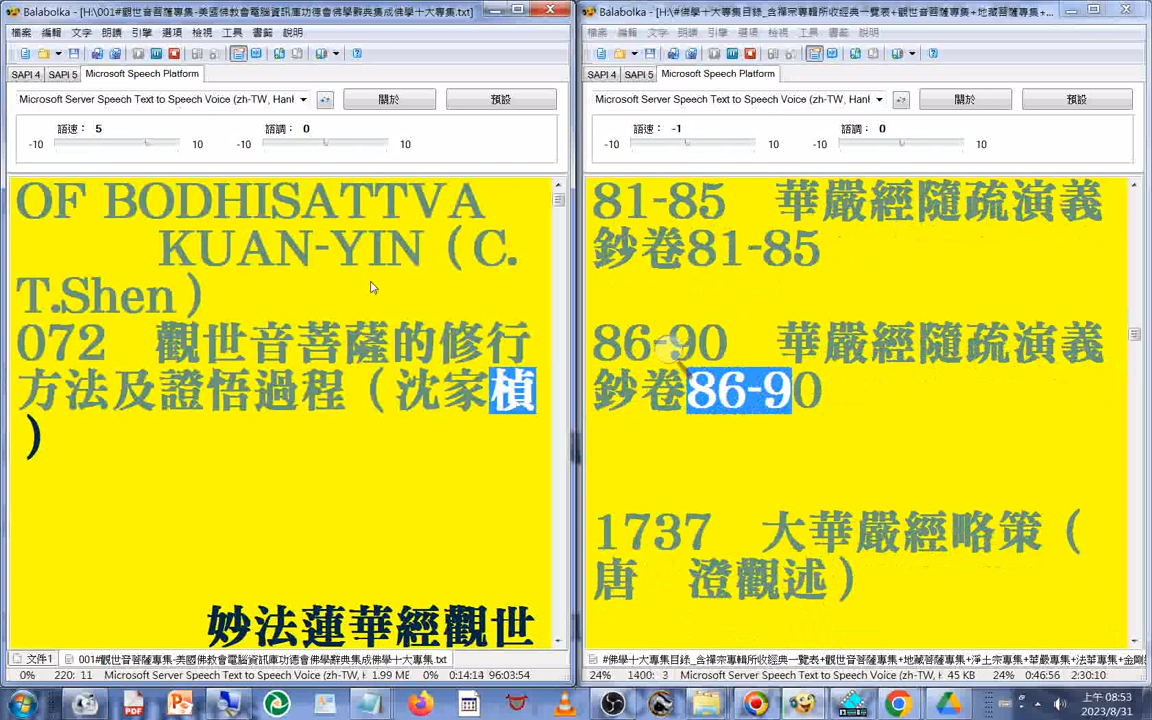 Balabolka - [H:\001#觀世音菩薩專集-美國佛教會電腦資訊庫功德會佛學辭典集成佛學十大專集.txt]
檔案 編輯 文字 朗讀 引擎 選項 檢視 工具 書籤 說明
SAPI 4 SAPI 5 Microsoft Speech Platform
Microsoft Server Speech Text to Speech Voice (zh-TW, Hanl
關於
預設
語速： 5
語調： 0
-10 10 -10 10
OF BODHISATTVA
KUAN-YIN（C.
T.Shen）
072 觀世音菩薩的修行
方法及證悟過程（沈家楨
）
妙法蓮華經觀世
文件1 001#觀世音菩薩專集-美國佛教會電腦資訊庫功德會佛學辭典集成佛學十大專集.txt
220: 11 Microsoft Server Speech Text to Speech Voice (zh-TW 1.99 ME 0% 0:14:14 96:03:54
Balabolka - [H:\#佛學十大專集目錄_含禪宗專輯所收經典一覽表+觀世音菩薩專集+地藏菩薩專集+...
檔案 編輯 文字 朗讀 引擎 選項 檢視 工具 書籤 說明
SAPI 4 SAPI 5 Microsoft Speech Platform
Microsoft Server Speech Text to Speech Voice (zh-TW, Hanl
關於
預設
語速： -1
語調： 0
-10 10 -10 10
81-85 華嚴經隨疏演義
鈔卷81-85
86-90 華嚴經隨疏演義
鈔卷86-90
1737 大華嚴經略策（
唐 澄觀述）
#佛學十大專集目錄_含禪宗專輯所收經典一覽表+觀世音菩薩專集+地藏菩薩專集+淨土宗專集+華嚴專集+法華專集+金剛
24% 1400: 3 Microsoft Server Speech Text to Speech Voice (zh-TW 45 KB 24% 0:46:56 2:30:10
上午 08:53
2023/8/31